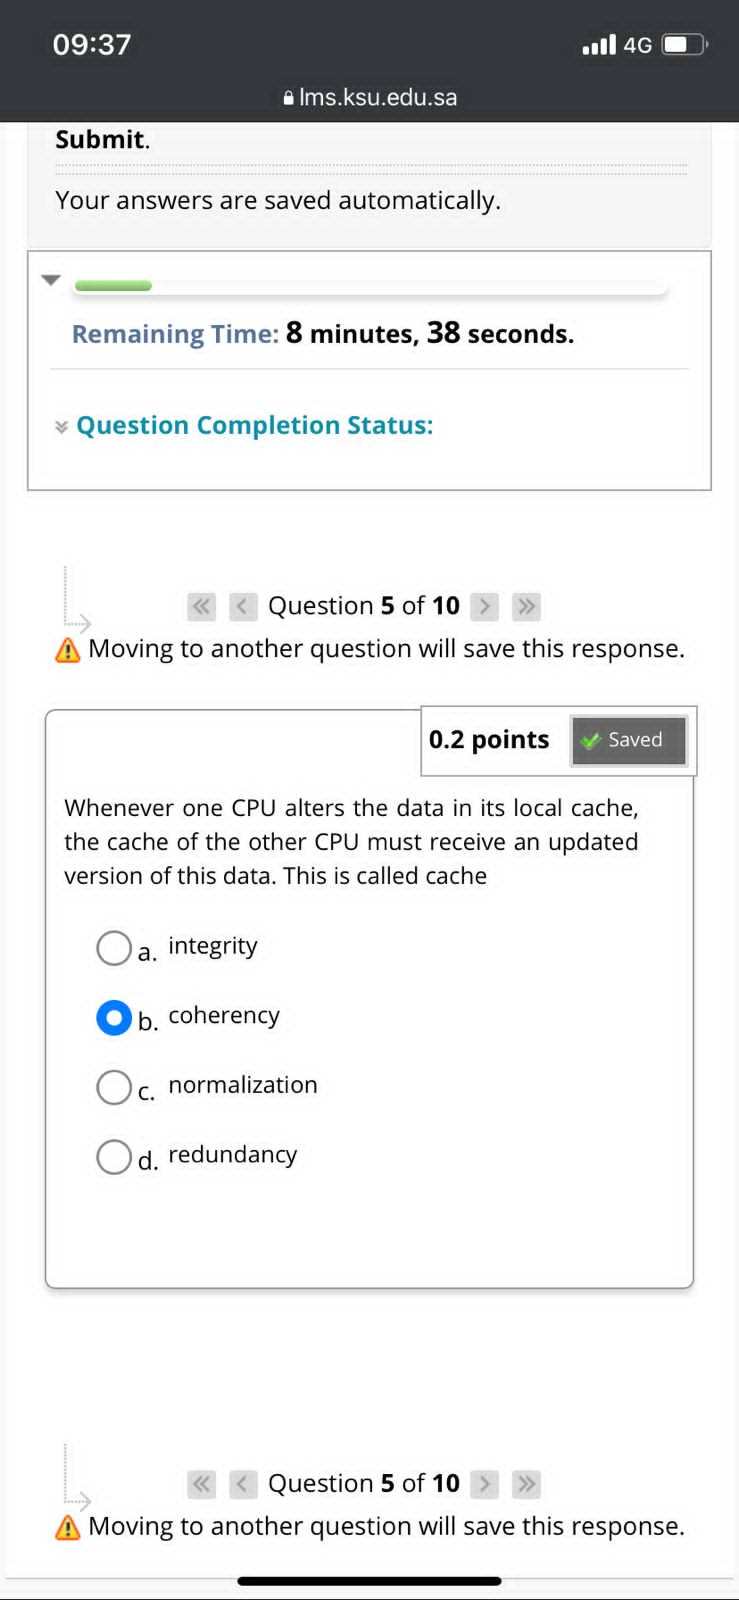 09:37
4G
lms.ksu.edu.sa
Submit.
Your answers are saved automatically.
Remaining Time: 8 minutes, 38 seconds.
Question Completion Status:
Question 5 of 10
Moving to another question will save this response.
0.2 points
Saved
Whenever one CPU alters the data in its local cache,
the cache of the other CPU must receive an updated
version of this data. This is called cache
a. integrity
b. coherency
c. normalization
d. redundancy
Question 5 of 10
Moving to another question will save this response.